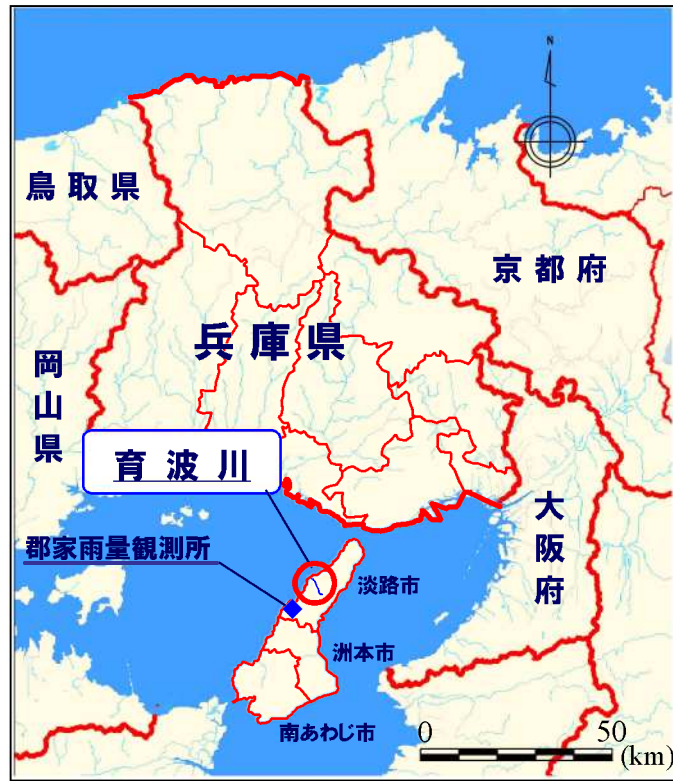 N
鳥取県
京都府
兵庫県
岡山県
育波川
大阪府
郡家雨量観測所
淡路市
洲本市
南あわじ市
0 50
(km)